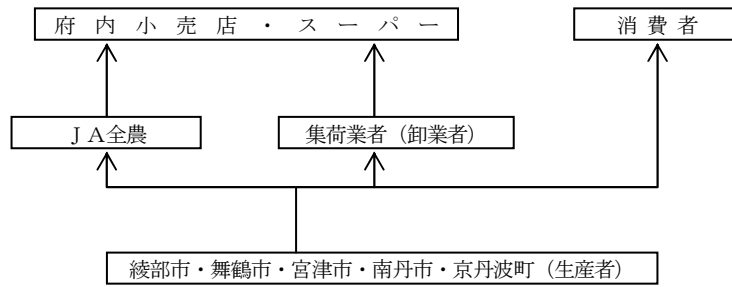 府内小売店・スーパー
消費者
ＪＡ全農
集荷業者（卸業者）
綾部市・舞鶴市・宮津市・南丹市・京丹波町（生産者）